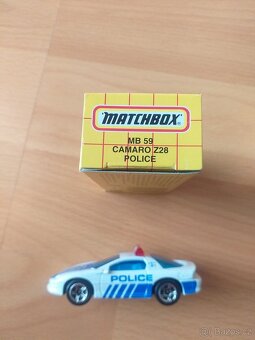 MATCHBOX
MB 59
CAMARO Z28
POLICE
POLICE